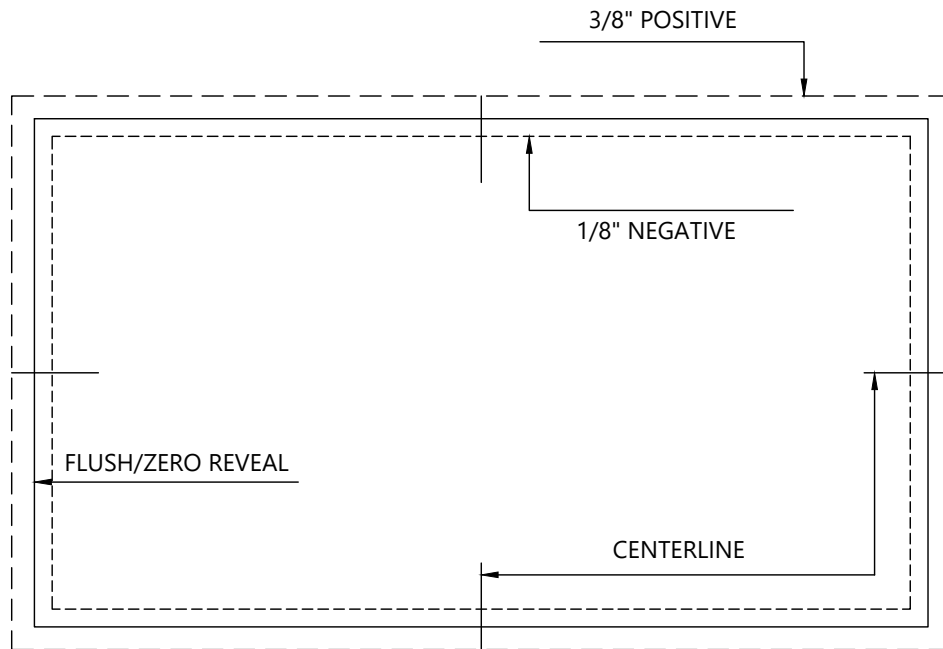 3/8" POSITIVE
1/8" NEGATIVE
FLUSH/ZERO REVEAL
CENTERLINE